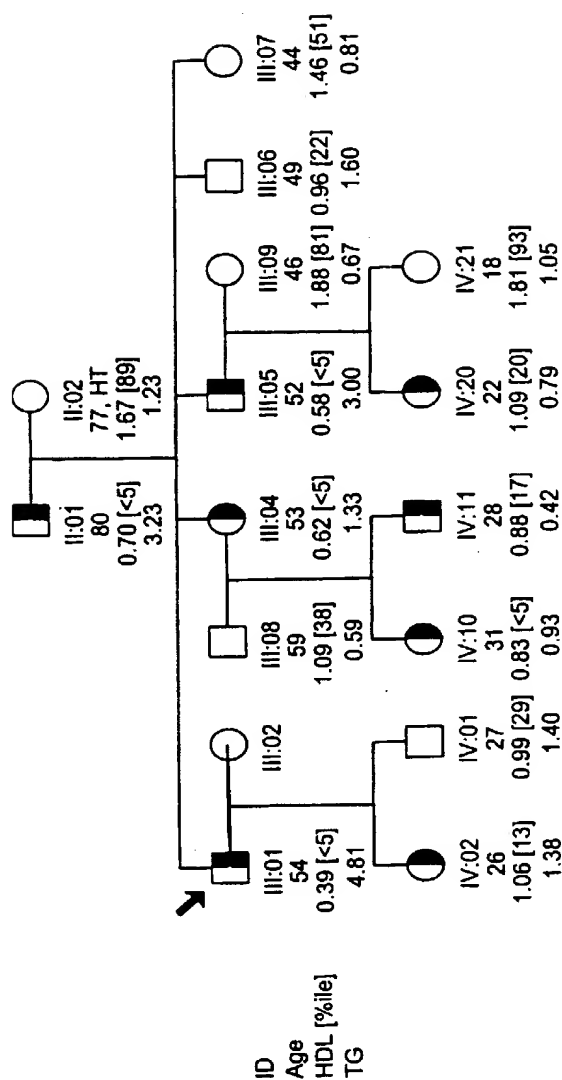 II:01
80
0.70 [<5]
3.23
II:02
77, HT
1.67 [89]
1.23
ID
Age
HDL [%ile]
TG
III:01
54
0.39 [<5]
4.81
III:02
III:08
59
1.09 [38]
0.59
III:04
53
0.62 [<5]
1.33
III:05
52
0.58 [<5]
3.00
III:09
46
1.88 [81]
0.67
III:06
49
0.96 [22]
1.60
III:07
44
1.46 [51]
0.81
IV:02
26
1.06 [13]
1.38
IV:01
27
0.99 [29]
1.40
IV:10
31
0.83 [<5]
0.93
IV:11
28
0.88 [17]
0.42
IV:20
22
1.09 [20]
0.79
IV:21
18
1.81 [93]
1.05